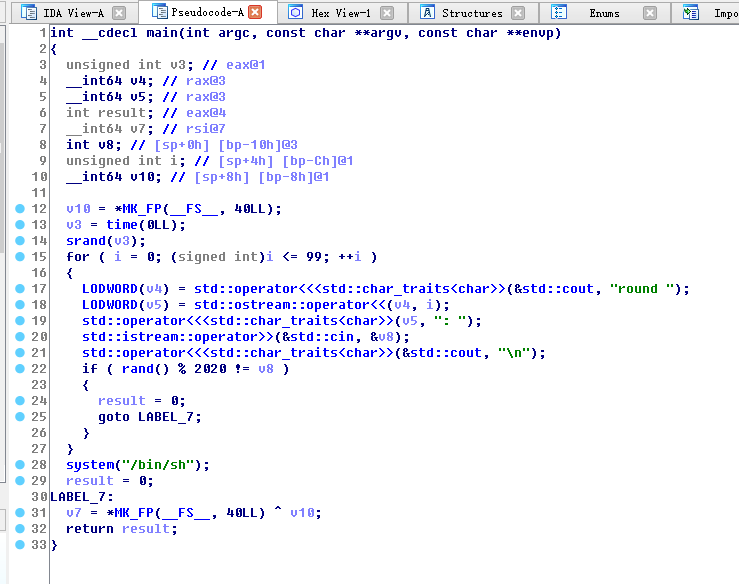 IDA View-A Pseudocode-A Hex View-1 Structures Enums Impo
1 int __cdecl main(int argc, const char **argv, const char **envp)
2 {
3 unsigned int v3; // eax@1
4 __int64 v4; // rax@3
5 __int64 v5; // rax@3
6 int result; // eax@4
7 __int64 v7; // rsi@7
8 int v8; // [sp+0h] [bp-10h]@3
9 unsigned int i; // [sp+4h] [bp-Ch]@1
10 __int64 v10; // [sp+8h] [bp-8h]@1
11
12 v10 = *MK_FP(__FS__, 40LL);
13 v3 = time(0LL);
14 srand(v3);
15 for ( i = 0; (signed int)i <= 99; ++i )
16 {
17 LODWORD(v4) = std::operator<<<std::char_traits<char>>(&std::cout, "round ");
18 LODWORD(v5) = std::ostream::operator<<(v4, i);
19 std::operator<<<std::char_traits<char>>(v5, ": ");
20 std::istream::operator>>(&std::cin, &v8);
21 std::operator<<<std::char_traits<char>>(&std::cout, "\n");
22 if ( rand() % 2020 != v8 )
23 {
24 result = 0;
25 goto LABEL_7;
26 }
27 }
28 system("/bin/sh");
29 result = 0;
30 LABEL_7:
31 v7 = *MK_FP(__FS__, 40LL) ^ v10;
32 return result;
33 }